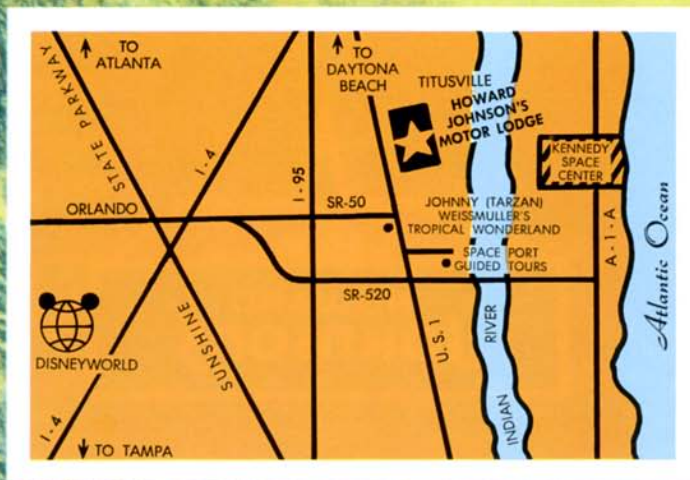 TO
ATLANTA
STATE PARKWAY
I-4
I-95
TO
DAYTONA
BEACH
TITUSVILLE
HOWARD
JOHNSON'S
MOTOR LODGE
KENNEDY
SPACE
CENTER
ORLANDO
SR-50
JOHNNY (TARZAN)
WEISSMULLER'S
TROPICAL WONDERLAND
SPACE PORT
GUIDED TOURS
A-1-A
Atlantic Ocean
SR-520
DISNEYWORLD
SUNSHINE
U.S. 1
RIVER
INDIAN
I-4
TO TAMPA